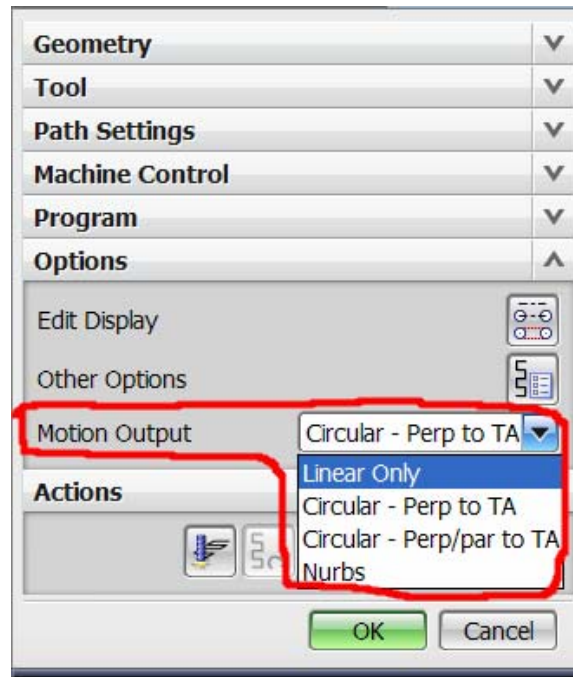 Geometry
Tool
Path Settings
Machine Control
Program
Options
Edit Display
Other Options
Motion Output Circular - Perp to TA
Linear Only
Circular - Perp to TA
Circular - Perp/par to TA
Nurbs
Actions
OK Cancel